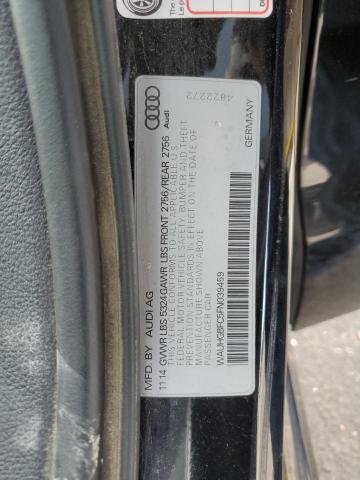 MFD. BY AUDI AG
11 14 GVWR LBS 5324 GAWR LBS FRONT 2756/REAR 2756
THIS VEHICLE CONFORMS TO ALL APPLICABLE U.S.
FEDERAL MOTOR VEHICLE SAFETY, BUMPER AND THEFT
PREVENTION STANDARDS IN EFFECT ON THE DATE OF
MANUFACTURE SHOWN ABOVE
PASSENGER CAR
WAUHGBFC5FN039459
GERMANY
Audi
4822272